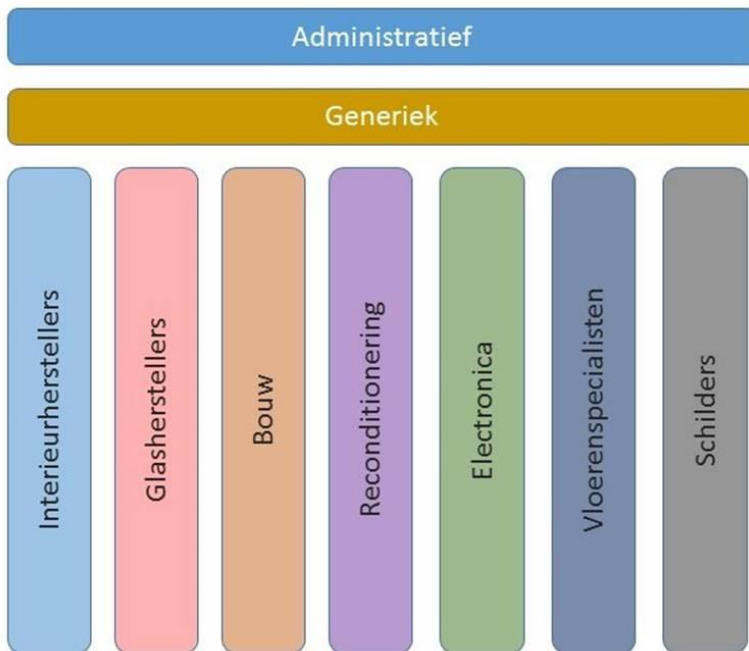 Administratief
Generiek
Interieurherstellers
Glasherstellers
Bouw
Reconditionering
Electronica
Vloerenspecialisten
Schilders